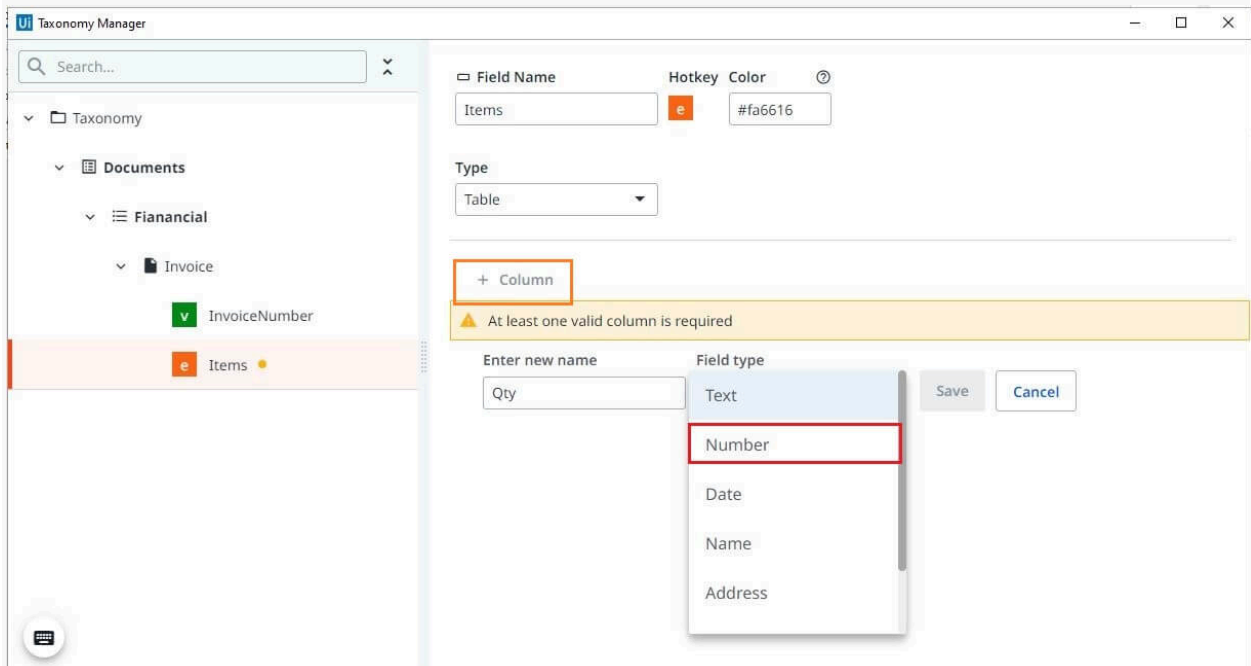 Ui Taxonomy Manager
Search...
Taxonomy
Documents
Fianancial
Invoice
v InvoiceNumber
e Items
Field Name Hotkey Color
Items e #fa6616
Type
Table
+ Column
At least one valid column is required
Enter new name Field type
Qty Text Save Cancel
Number
Date
Name
Address